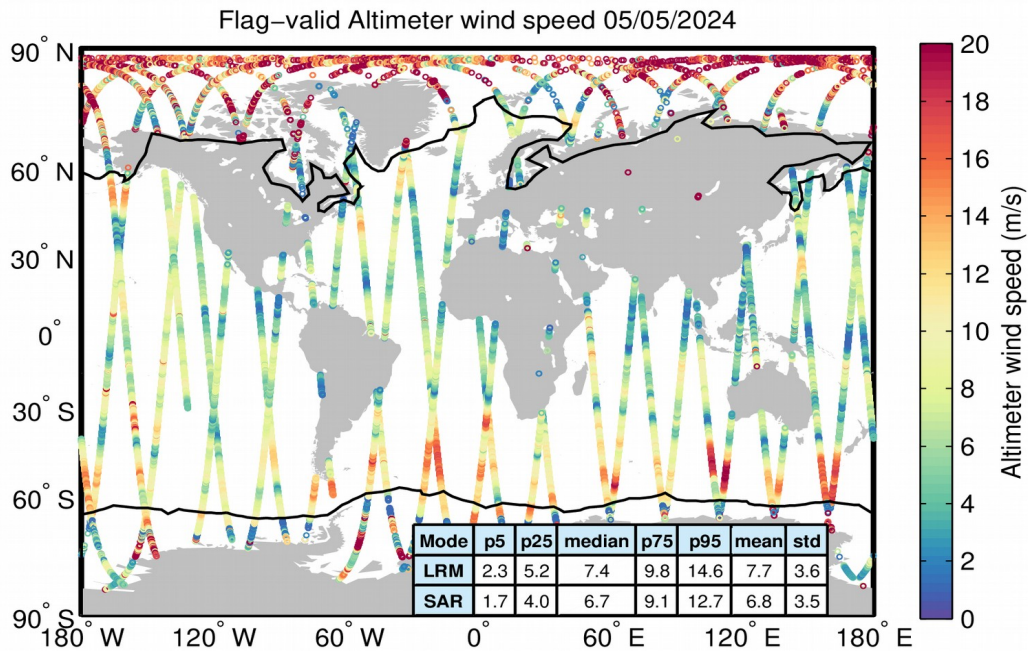 Flag−valid Altimeter wind speed 05/05/2024
90° N
60° N
30° N
0°
30° S
60° S
90° S
180° W 120° W 60° W 0° 60° E 120° E 180° E
Mode p5 p25 median p75 p95 mean std
LRM 2.3 5.2 7.4 9.8 14.6 7.7 3.6
SAR 1.7 4.0 6.7 9.1 12.7 6.8 3.5
20
18
16
14
12
10
8
6
4
2
0
Altimeter wind speed (m/s)